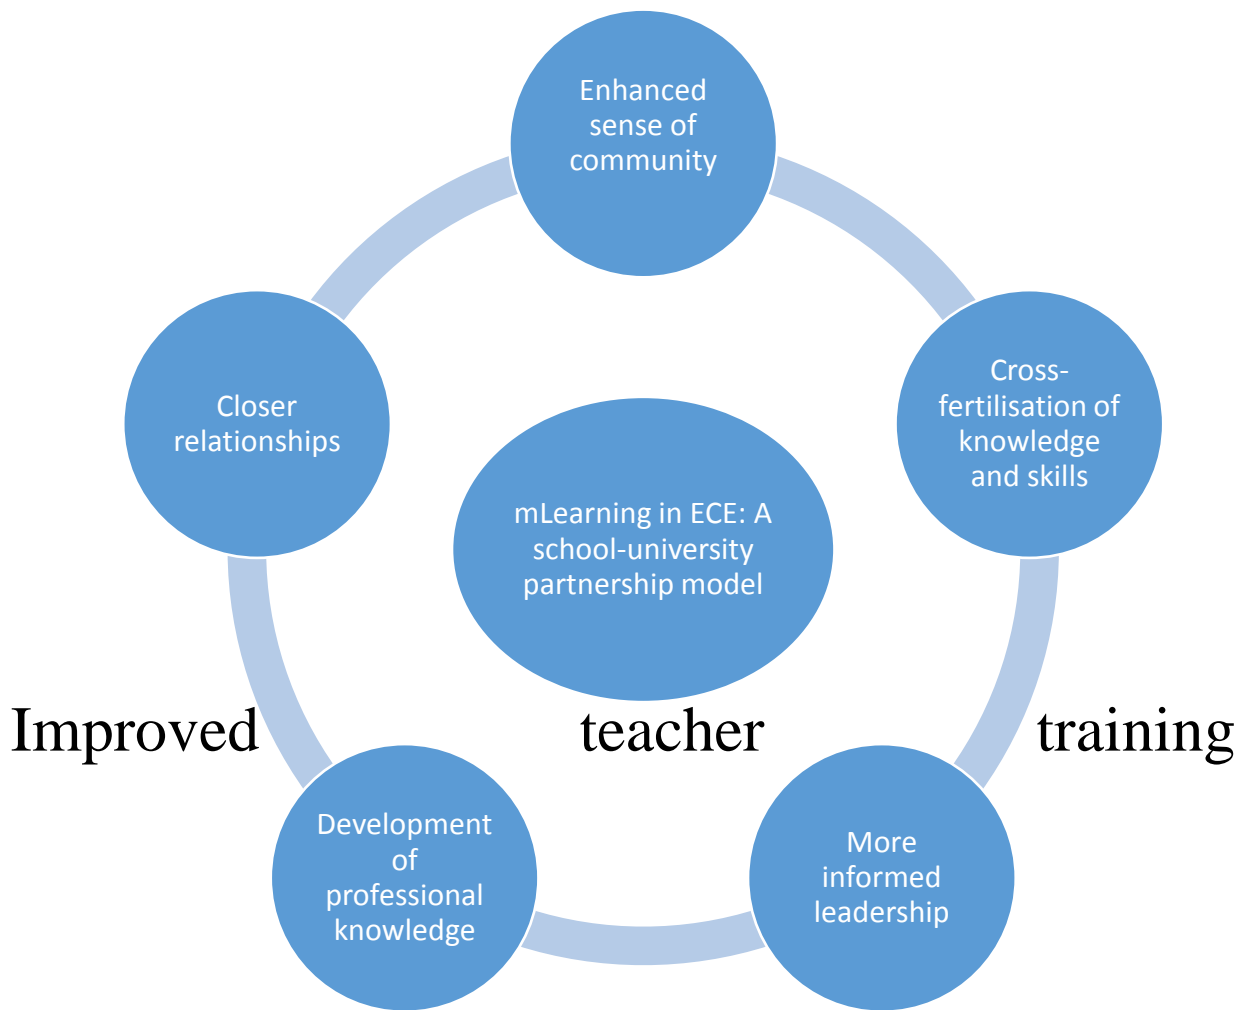 Enhanced
sense of
community
Cross-
fertilisation of
knowledge
and skills
Closer
relationships
mLearning in ECE: A
school-university
partnership model
Improved teacher training
Development
of
professional
knowledge
More
informed
leadership